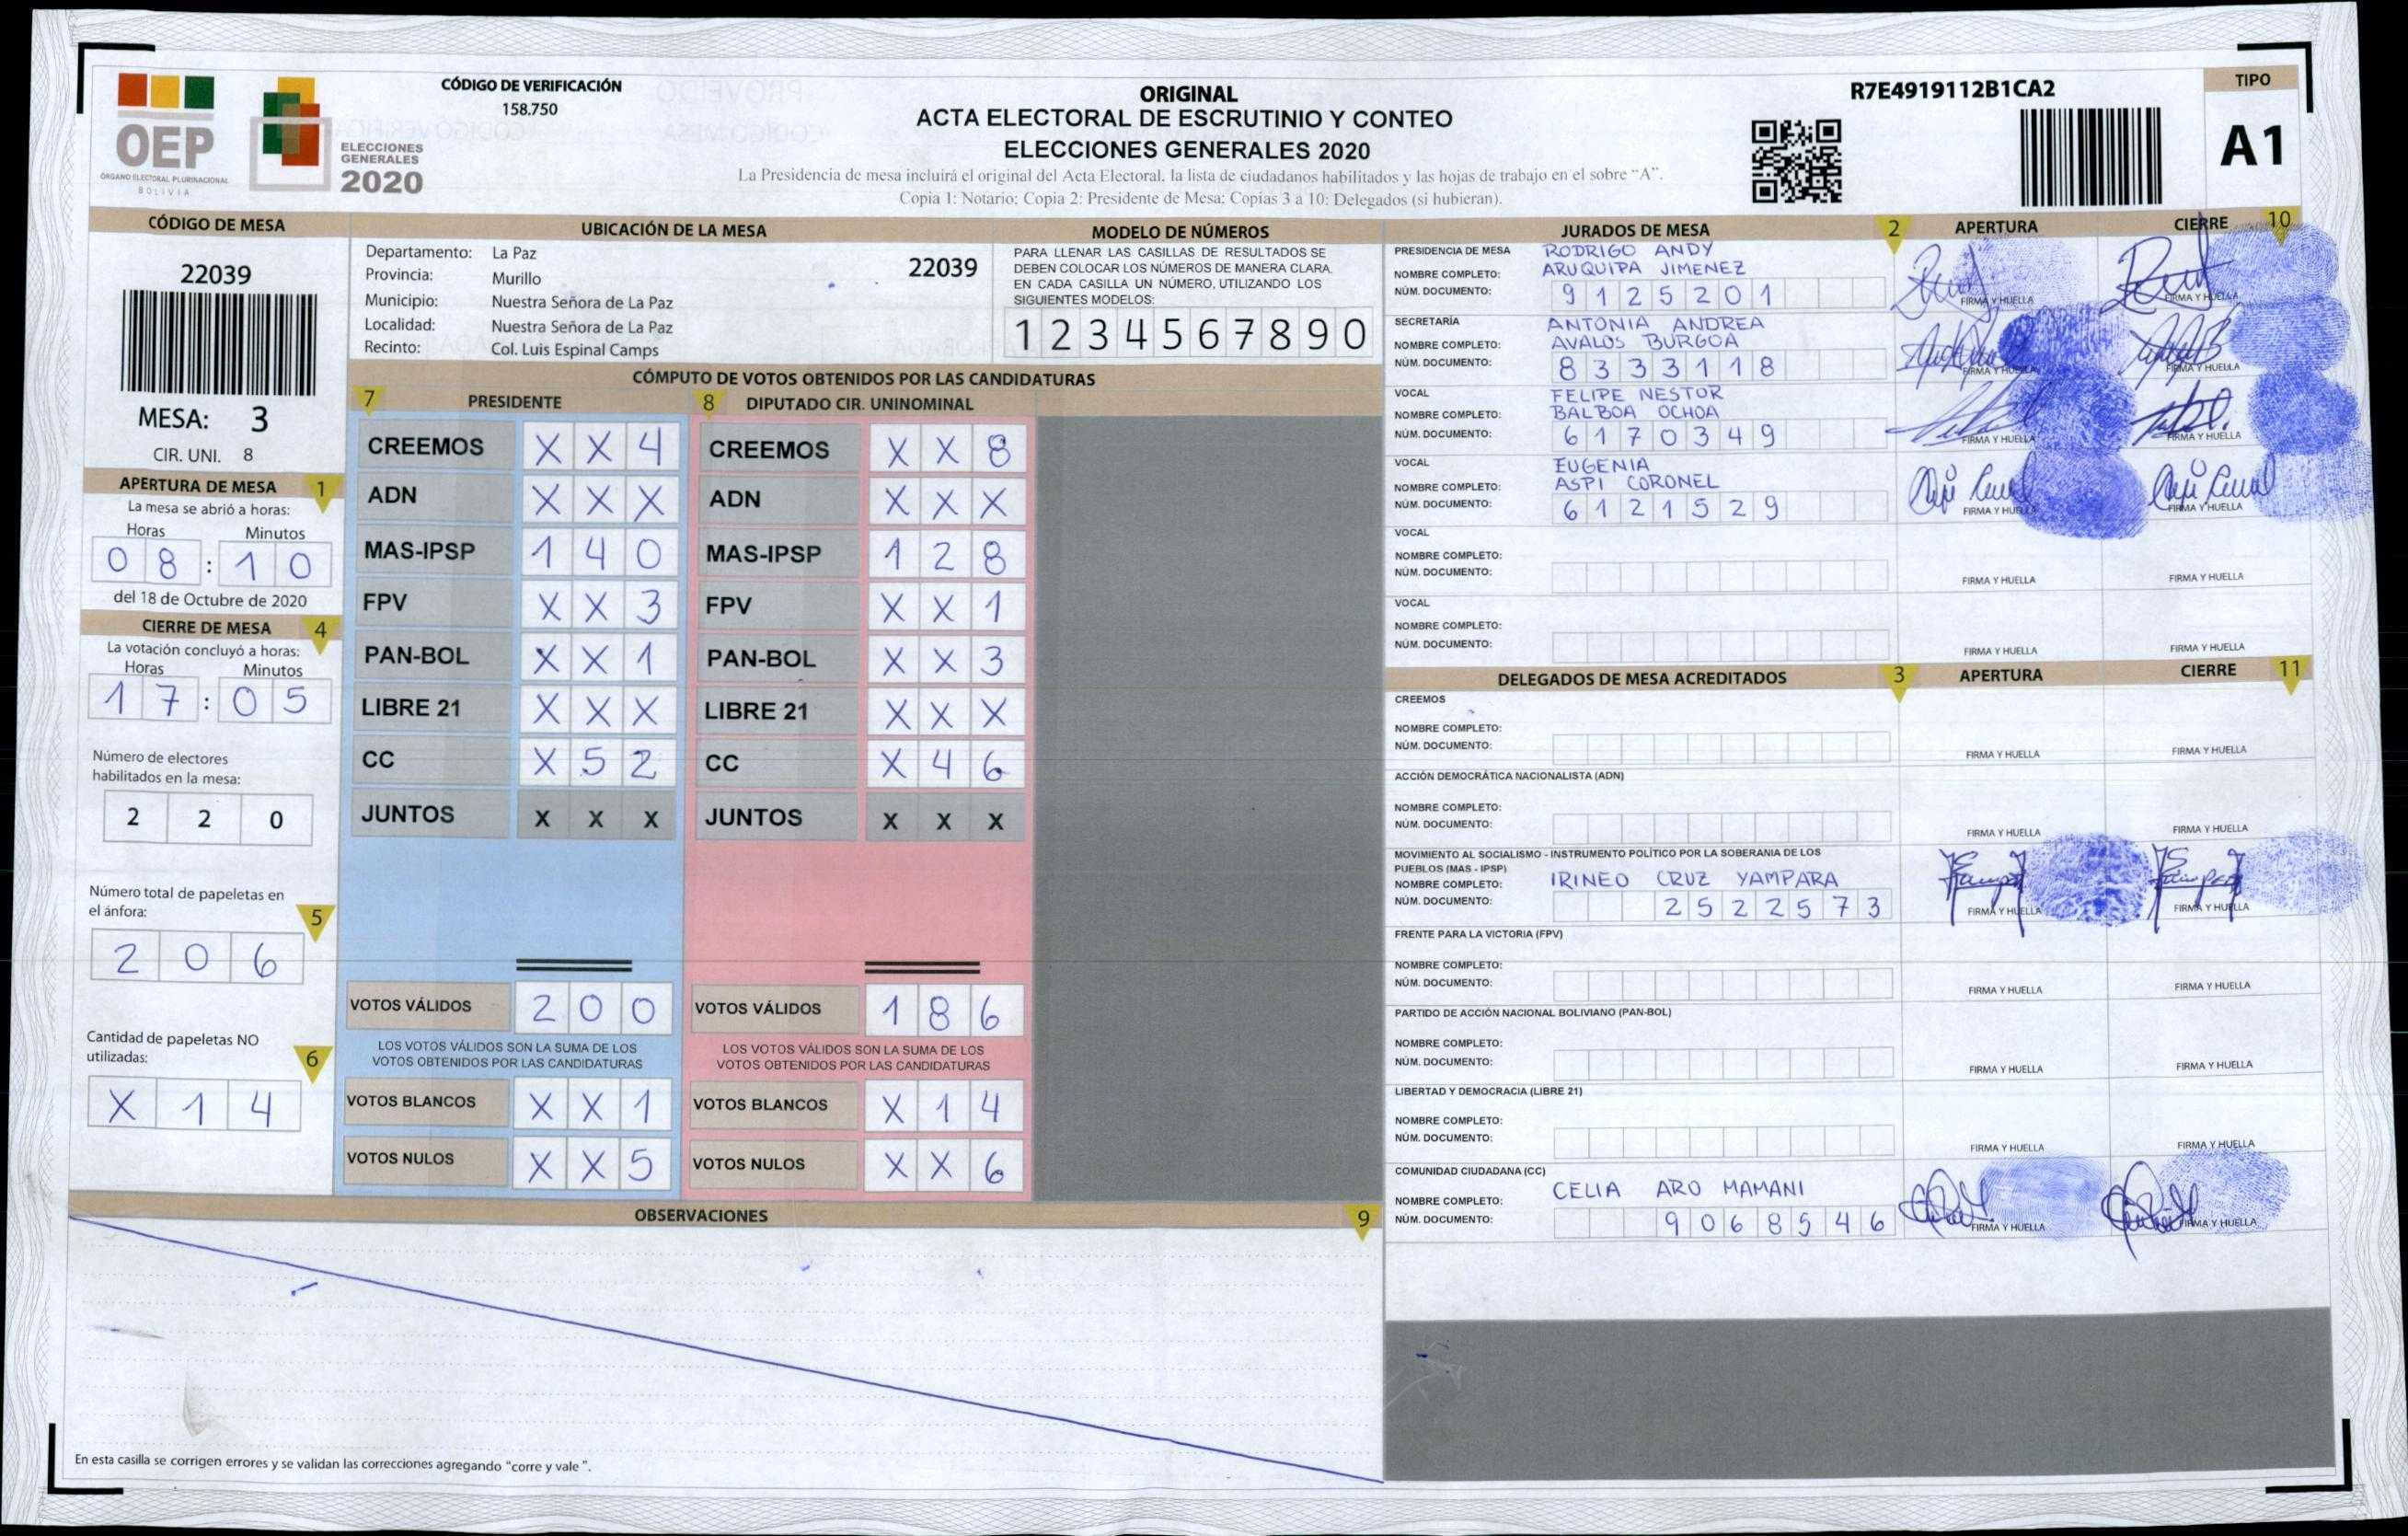 OEP
ÓRGANO ELECTORAL PLURINACIONAL
BOLIVIA
ELECCIONES
GENERALES
2020
CÓDIGO DE VERIFICACIÓN
158.750
ORIGINAL
ACTA ELECTORAL DE ESCRUTINIO Y CONTEO
ELECCIONES GENERALES 2020
La Presidencia de mesa incluirá el original del Acta Electoral, la lista de ciudadanos habilitados y las hojas de trabajo en el sobre “A”.
Copia 1: Notario; Copia 2: Presidente de Mesa; Copias 3 a 10: Delegados (si hubieran).
R7E4919112B1CA2
TIPO
A1
CÓDIGO DE MESA
22039
MESA: 3
CIR. UNI. 8
APERTURA DE MESA 1
La mesa se abrió a horas:
Horas Minutos
0 8 : 1 0
del 18 de Octubre de 2020
CIERRE DE MESA 4
La votación concluyó a horas:
Horas Minutos
1 7 : 0 5
Número de electores
habilitados en la mesa:
2 2 0
Número total de papeletas en
el ánfora: 5
2 0 6
Cantidad de papeletas NO
utilizadas: 6
X 1 4
UBICACIÓN DE LA MESA
Departamento: La Paz
Provincia: Murillo
Municipio: Nuestra Señora de La Paz
Localidad: Nuestra Señora de La Paz
Recinto: Col. Luis Espinal Camps
22039
MODELO DE NÚMEROS
PARA LLENAR LAS CASILLAS DE RESULTADOS SE
DEBEN COLOCAR LOS NÚMEROS DE MANERA CLARA.
EN CADA CASILLA UN NÚMERO, UTILIZANDO LOS
SIGUIENTES MODELOS:
1 2 3 4 5 6 7 8 9 0
CÓMPUTO DE VOTOS OBTENIDOS POR LAS CANDIDATURAS
7 PRESIDENTE
CREEMOS X X 4
ADN X X X
MAS-IPSP 1 4 0
FPV X X 3
PAN-BOL X X 1
LIBRE 21 X X X
CC X 5 2
JUNTOS X X X
VOTOS VÁLIDOS 2 0 0
LOS VOTOS VÁLIDOS SON LA SUMA DE LOS
VOTOS OBTENIDOS POR LAS CANDIDATURAS
VOTOS BLANCOS X X 1
VOTOS NULOS X X 5
8 DIPUTADO CIR. UNINOMINAL
CREEMOS X X 8
ADN X X X
MAS-IPSP 1 2 8
FPV X X 1
PAN-BOL X X 3
LIBRE 21 X X X
CC X 4 6
JUNTOS X X X
VOTOS VÁLIDOS 1 8 6
LOS VOTOS VÁLIDOS SON LA SUMA DE LOS
VOTOS OBTENIDOS POR LAS CANDIDATURAS
VOTOS BLANCOS X 1 4
VOTOS NULOS X X 6
OBSERVACIONES 9
En esta casilla se corrigen errores y se validan las correcciones agregando “corre y vale ”.
JURADOS DE MESA 2 APERTURA CIERRE 10
PRESIDENCIA DE MESA RODRIGO ANDY
NOMBRE COMPLETO: ARUQUIPA JIMENEZ
NÚM. DOCUMENTO: 9 1 2 5 2 0 1
FIRMA Y HUELLA FIRMA Y HUELLA
SECRETARÍA ANTONIA ANDREA
NOMBRE COMPLETO: AVALOS BURGOA
NÚM. DOCUMENTO: 8 3 3 3 1 1 8
FIRMA Y HUELLA FIRMA Y HUELLA
VOCAL FELIPE NESTOR
NOMBRE COMPLETO: BALBOA OCHOA
NÚM. DOCUMENTO: 6 1 7 0 3 4 9
FIRMA Y HUELLA FIRMA Y HUELLA
VOCAL EUGENIA
NOMBRE COMPLETO: ASPI CORONEL
NÚM. DOCUMENTO: 6 1 2 1 5 2 9
FIRMA Y HUELLA FIRMA Y HUELLA
VOCAL
NOMBRE COMPLETO:
NÚM. DOCUMENTO:
FIRMA Y HUELLA FIRMA Y HUELLA
VOCAL
NOMBRE COMPLETO:
NÚM. DOCUMENTO:
FIRMA Y HUELLA FIRMA Y HUELLA
DELEGADOS DE MESA ACREDITADOS 3 APERTURA CIERRE 11
CREEMOS
NOMBRE COMPLETO:
NÚM. DOCUMENTO:
FIRMA Y HUELLA FIRMA Y HUELLA
ACCIÓN DEMOCRÁTICA NACIONALISTA (ADN)
NOMBRE COMPLETO:
NÚM. DOCUMENTO:
FIRMA Y HUELLA FIRMA Y HUELLA
MOVIMIENTO AL SOCIALISMO - INSTRUMENTO POLÍTICO POR LA SOBERANIA DE LOS
PUEBLOS (MAS - IPSP)
NOMBRE COMPLETO: IRINEO CRUZ YAMPARA
NÚM. DOCUMENTO: 2 5 2 2 5 7 3
FIRMA Y HUELLA FIRMA Y HUELLA
FRENTE PARA LA VICTORIA (FPV)
NOMBRE COMPLETO:
NÚM. DOCUMENTO:
FIRMA Y HUELLA FIRMA Y HUELLA
PARTIDO DE ACCIÓN NACIONAL BOLIVIANO (PAN-BOL)
NOMBRE COMPLETO:
NÚM. DOCUMENTO:
FIRMA Y HUELLA FIRMA Y HUELLA
LIBERTAD Y DEMOCRACIA (LIBRE 21)
NOMBRE COMPLETO:
NÚM. DOCUMENTO:
FIRMA Y HUELLA FIRMA Y HUELLA
COMUNIDAD CIUDADANA (CC)
NOMBRE COMPLETO: CELIA ARO MAMANI
NÚM. DOCUMENTO: 9 0 6 8 5 4 6
FIRMA Y HUELLA FIRMA Y HUELLA